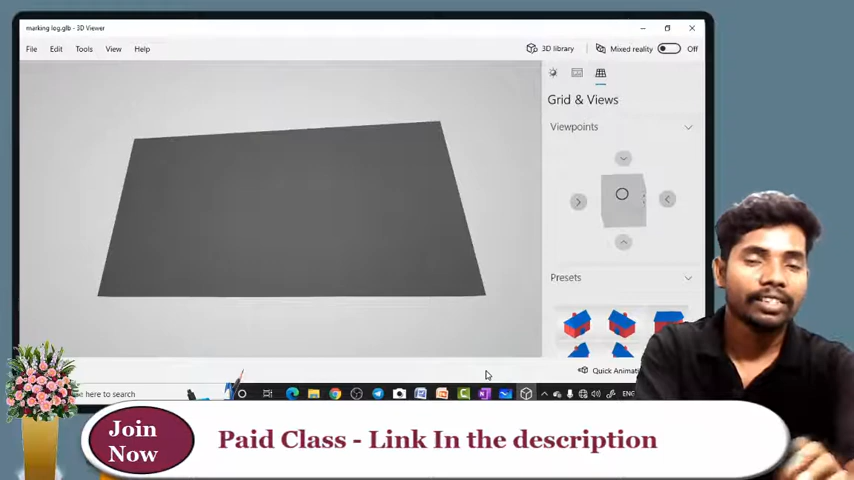 marking log.glb - 3D Viewer
File Edit Tools View Help
3D library
Mixed reality Off
Grid & Views
Viewpoints
Presets
Quick Animati
here to search
ENG
Join
Now
Paid Class - Link In the description